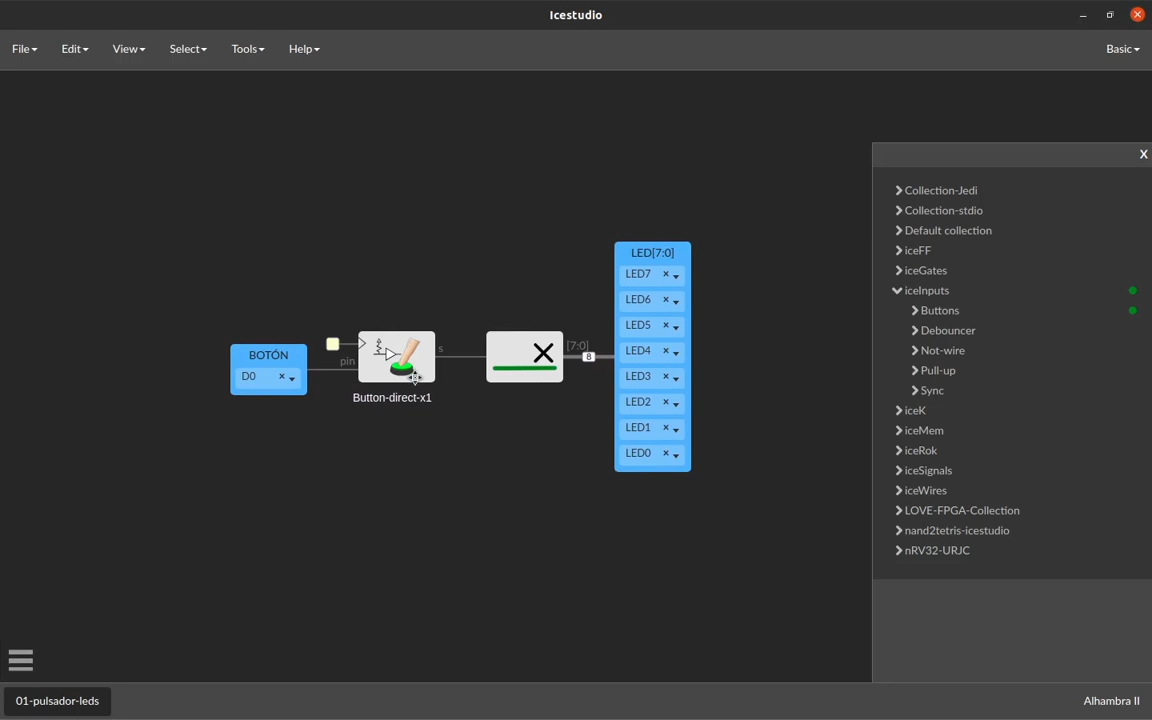 Icestudio
File Edit View Select Tools Help Basic
X
Collection-Jedi
Collection-stdio
Default collection
iceFF
iceGates
iceInputs
Buttons
Debouncer
Not-wire
Pull-up
Sync
iceK
iceMem
iceRok
iceSignals
iceWires
LOVE-FPGA-Collection
nand2tetris-icestudio
nRV32-URJC
BOTÓN
D0 ×
pin
s
Button-direct-x1
[7:0]
8
LED[7:0]
LED7 ×
LED6 ×
LED5 ×
LED4 ×
LED3 ×
LED2 ×
LED1 ×
LED0 ×
01-pulsador-leds
Alhambra II